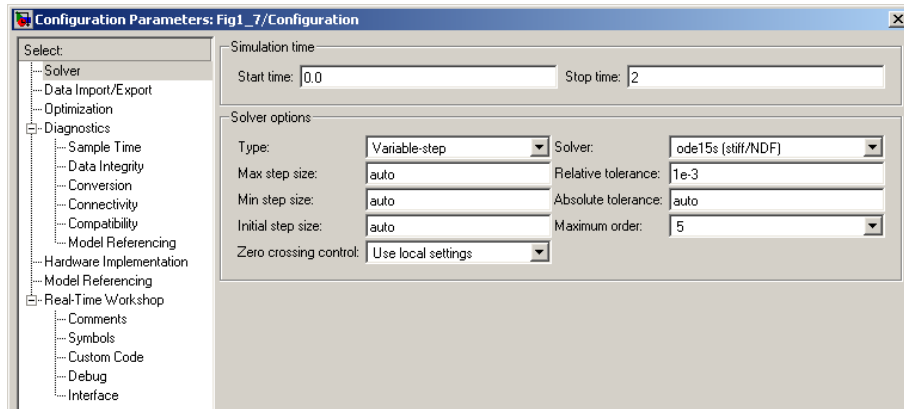 Configuration Parameters: Fig1_7/Configuration
Select:
Solver
Data Import/Export
Optimization
Diagnostics
Sample Time
Data Integrity
Conversion
Connectivity
Compatibility
Model Referencing
Hardware Implementation
Model Referencing
Real-Time Workshop
Comments
Symbols
Custom Code
Debug
Interface
Simulation time
Start time: 0.0 Stop time: 2
Solver options
Type: Variable-step Solver: ode15s (stiff/NDF)
Max step size: auto Relative tolerance: 1e-3
Min step size: auto Absolute tolerance: auto
Initial step size: auto Maximum order: 5
Zero crossing control: Use local settings